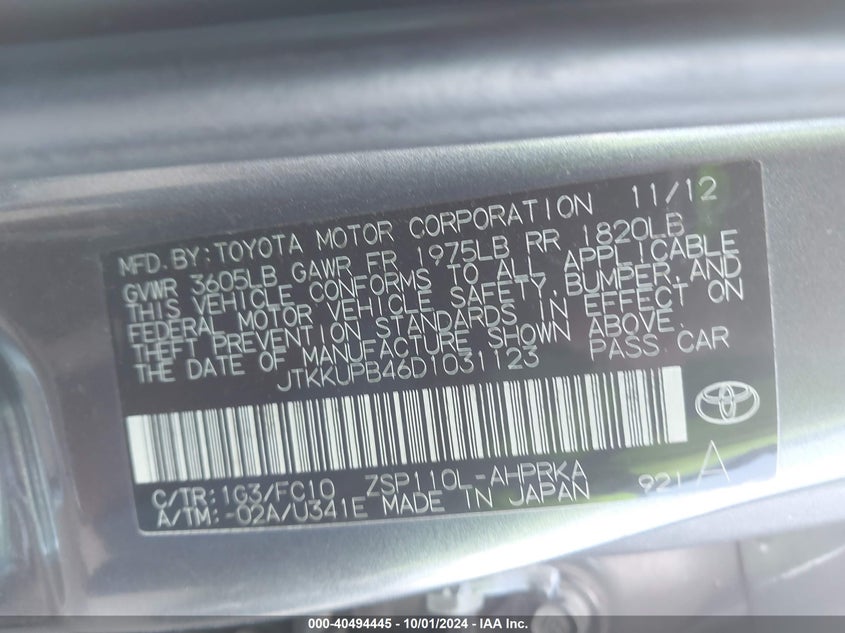 MFD. BY: TOYOTA MOTOR CORPORATION 11/12
GVWR 3605LB GAWR FR 1975LB RR 1820LB
THIS VEHICLE CONFORMS TO ALL APPLICABLE
FEDERAL MOTOR VEHICLE SAFETY, BUMPER, AND
THEFT PREVENTION STANDARDS IN EFFECT ON
THE DATE OF MANUFACTURE SHOWN ABOVE.
JTKKUPB46D1031123 PASS CAR
C/TR: 1G3/FC10 ZSP110L-AHPRKA 921 A
A/TM: -02A/U341E MADE IN JAPAN
000-40494445 - 10/01/2024 - IAA Inc.